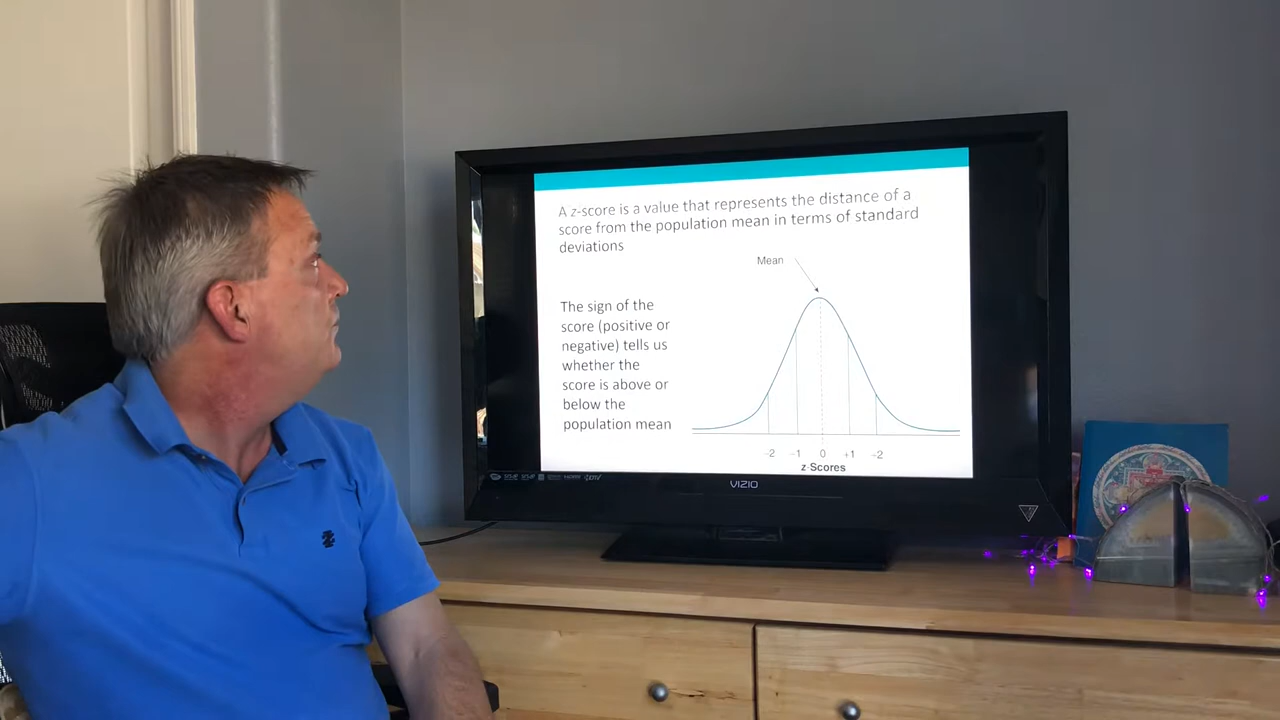 A z-score is a value that represents the distance of a
score from the population mean in terms of standard
deviations
Mean
The sign of the
score (positive or
negative) tells us
whether the
score is above or
below the
population mean
−2 −1 0 +1 −2
z-Scores
VIZIO